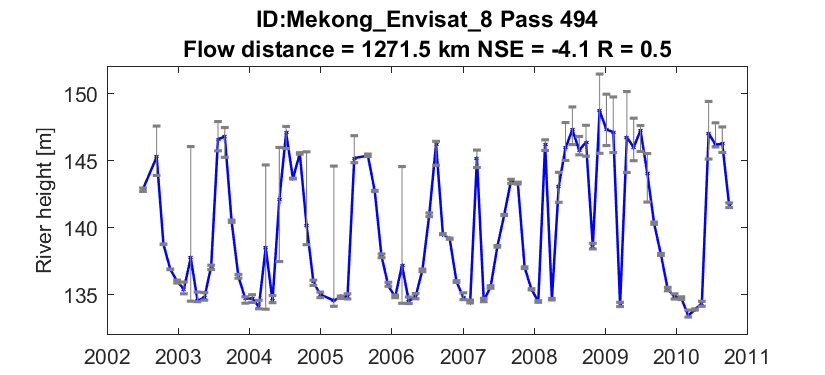 ID:Mekong_Envisat_8 Pass 494
Flow distance = 1271.5 km NSE = -4.1 R = 0.5
River height [m]
150
145
140
135
2002 2003 2004 2005 2006 2007 2008 2009 2010 2011